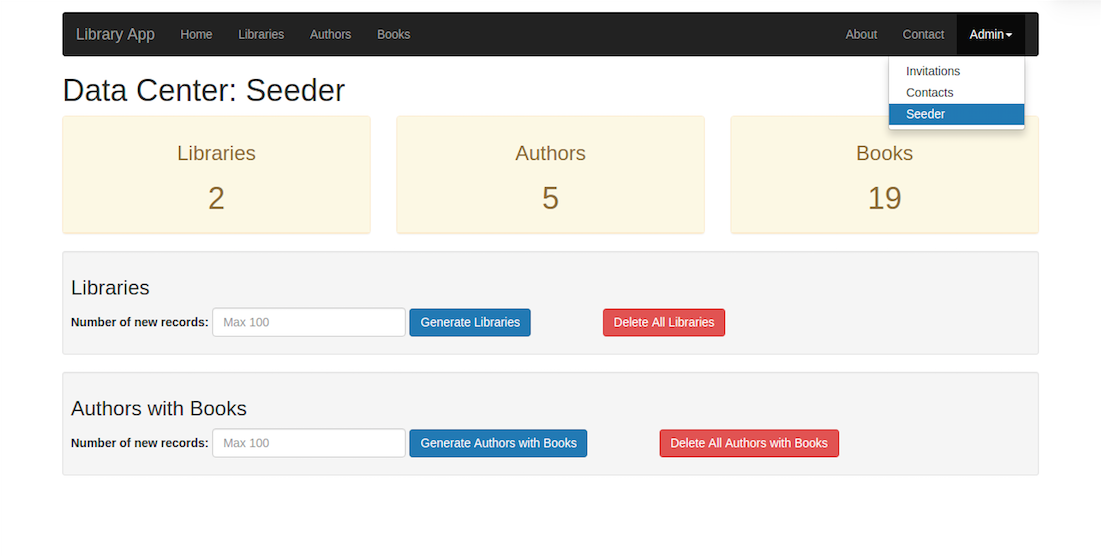 Library App Home Libraries Authors Books About Contact Admin
Invitations
Contacts
Seeder
Data Center: Seeder
Libraries
2
Authors
5
Books
19
Libraries
Number of new records: Max 100 Generate Libraries Delete All Libraries
Authors with Books
Number of new records: Max 100 Generate Authors with Books Delete All Authors with Books